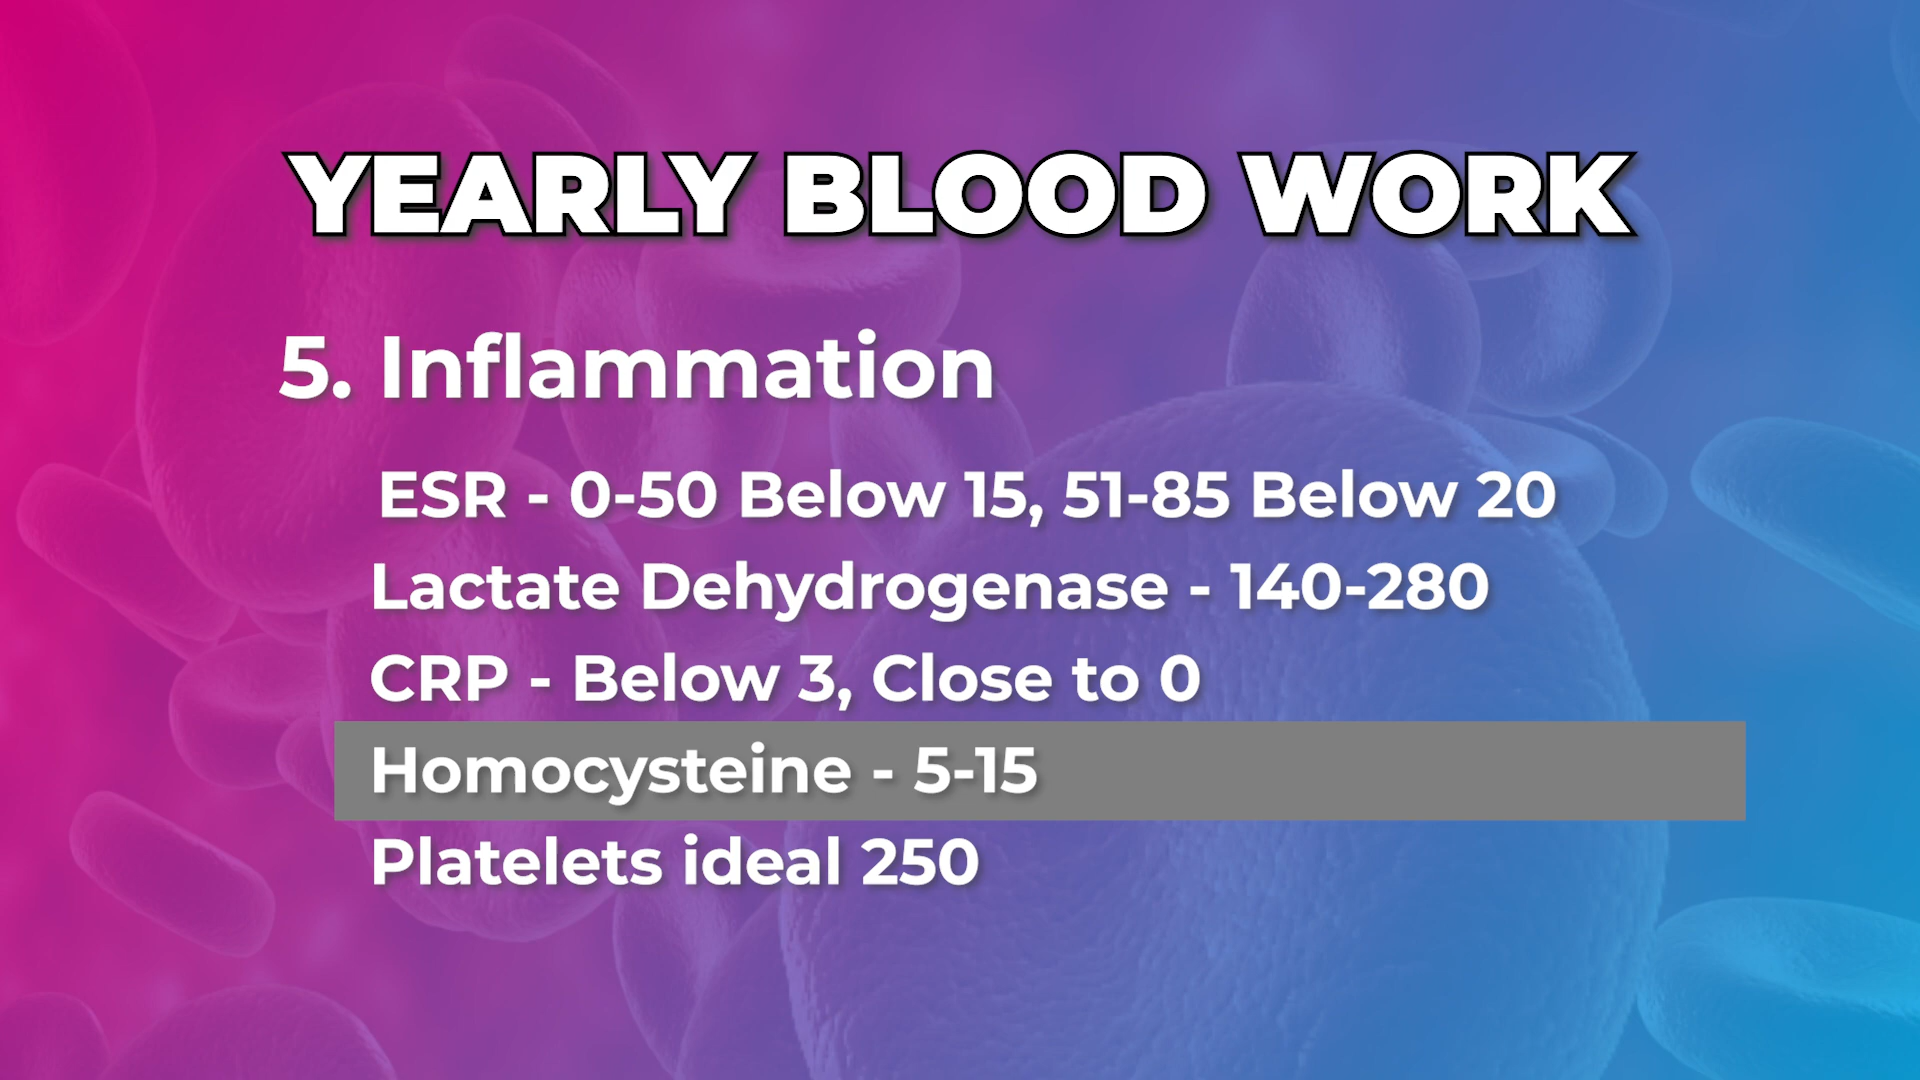 YEARLY BLOOD WORK
5. Inflammation
ESR - 0-50 Below 15, 51-85 Below 20
Lactate Dehydrogenase - 140-280
CRP - Below 3, Close to 0
Homocysteine - 5-15
Platelets ideal 250